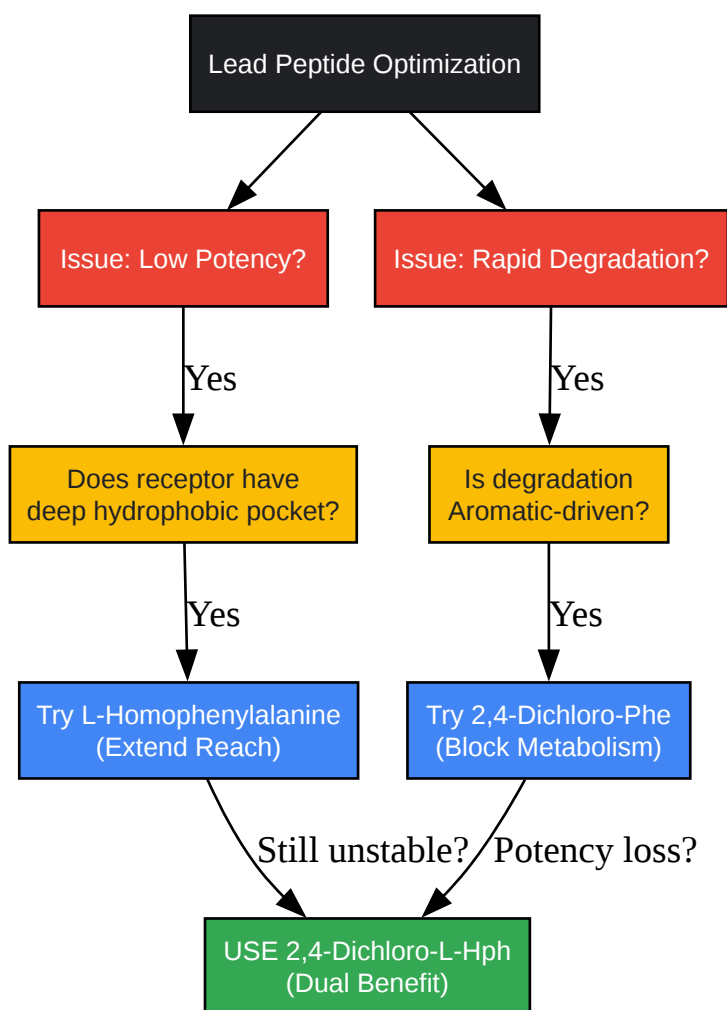 Lead Peptide Optimization
Issue: Low Potency?
Issue: Rapid Degradation?
Yes
Yes
Does receptor have
deep hydrophobic pocket?
Is degradation
Aromatic-driven?
Yes
Yes
Try L-Homophenylalanine
(Extend Reach)
Try 2,4-Dichloro-Phe
(Block Metabolism)
Still unstable?
Potency loss?
USE 2,4-Dichloro-L-Hph
(Dual Benefit)